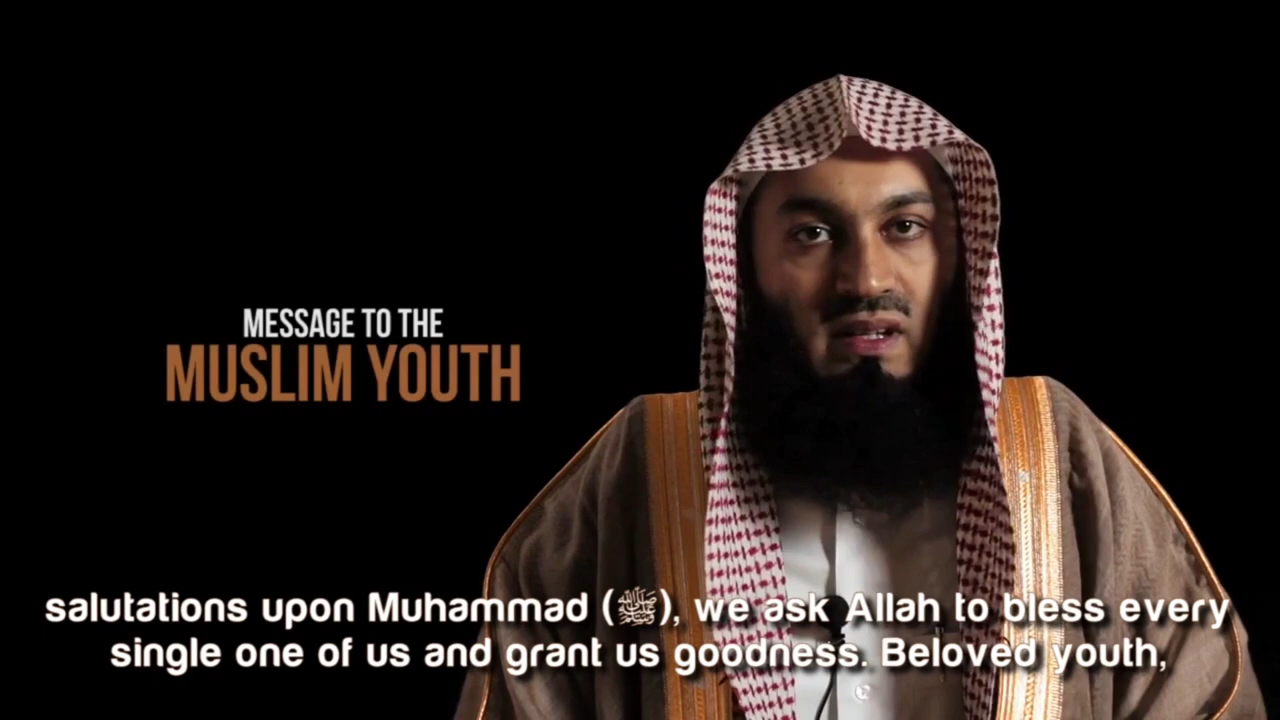 MESSAGE TO THE
MUSLIM YOUTH
salutations upon Muhammad (ﷺ), we ask Allah to bless every
single one of us and grant us goodness. Beloved youth,